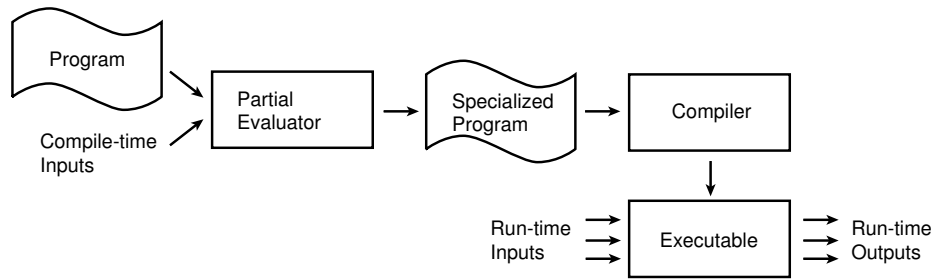 Program
Compile-time
Inputs
Partial
Evaluator
Specialized
Program
Compiler
Run-time
Inputs
Executable
Run-time
Outputs